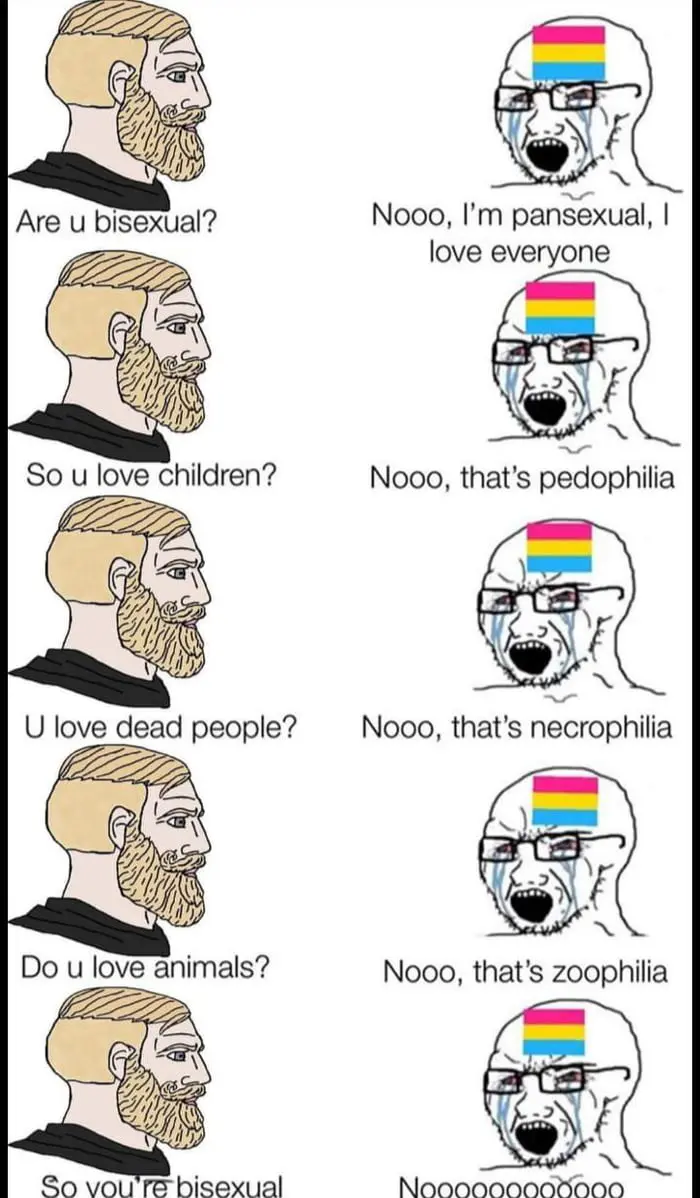 Are u bisexual?
Nooo, I'm pansexual, I
love everyone
So u love children?
Nooo, that's pedophilia
U love dead people?
Nooo, that's necrophilia
Do u love animals?
Nooo, that's zoophilia
So you're bisexual
Noooooooooooooo